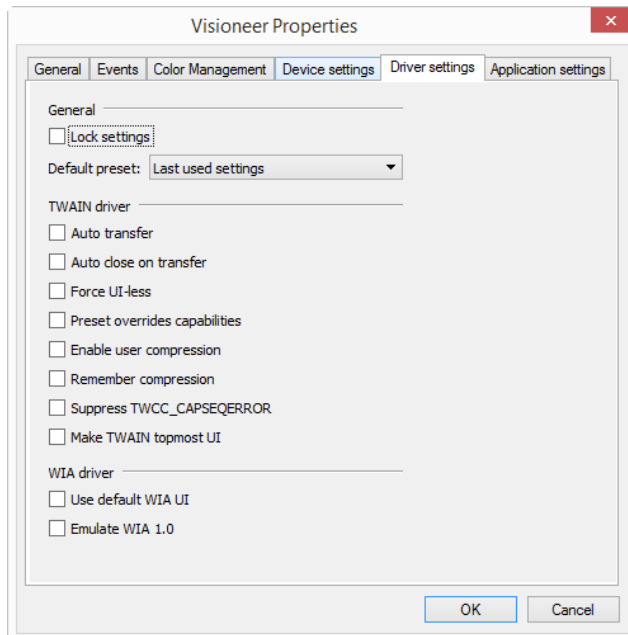 Visioneer Properties
General Events Color Management Device settings Driver settings Application settings
General
Lock settings
Default preset: Last used settings
TWAIN driver
Auto transfer
Auto close on transfer
Force UI-less
Preset overrides capabilities
Enable user compression
Remember compression
Suppress TWCC_CAPSEQERROR
Make TWAIN topmost UI
WIA driver
Use default WIA UI
Emulate WIA 1.0
OK Cancel